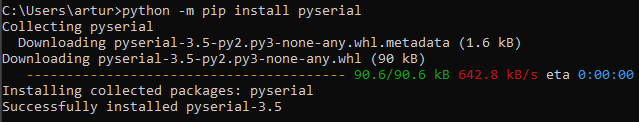 C:\Users\artur>python -m pip install pyserial
Collecting pyserial
  Downloading pyserial-3.5-py2.py3-none-any.whl.metadata (1.6 kB)
Downloading pyserial-3.5-py2.py3-none-any.whl (90 kB)
   ---------------------------------------- 90.6/90.6 kB 642.8 kB/s eta 0:00:00
Installing collected packages: pyserial
Successfully installed pyserial-3.5